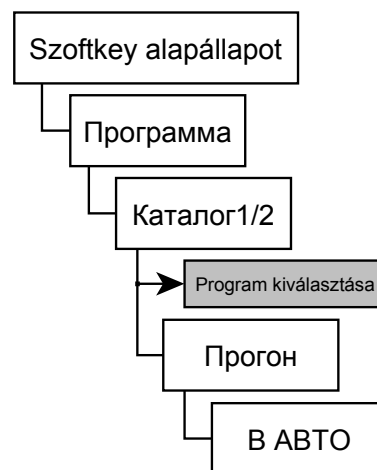 Szoftkey alapállapot
Программа
Каталог1/2
Program kiválasztása
Прогон
В АВТО